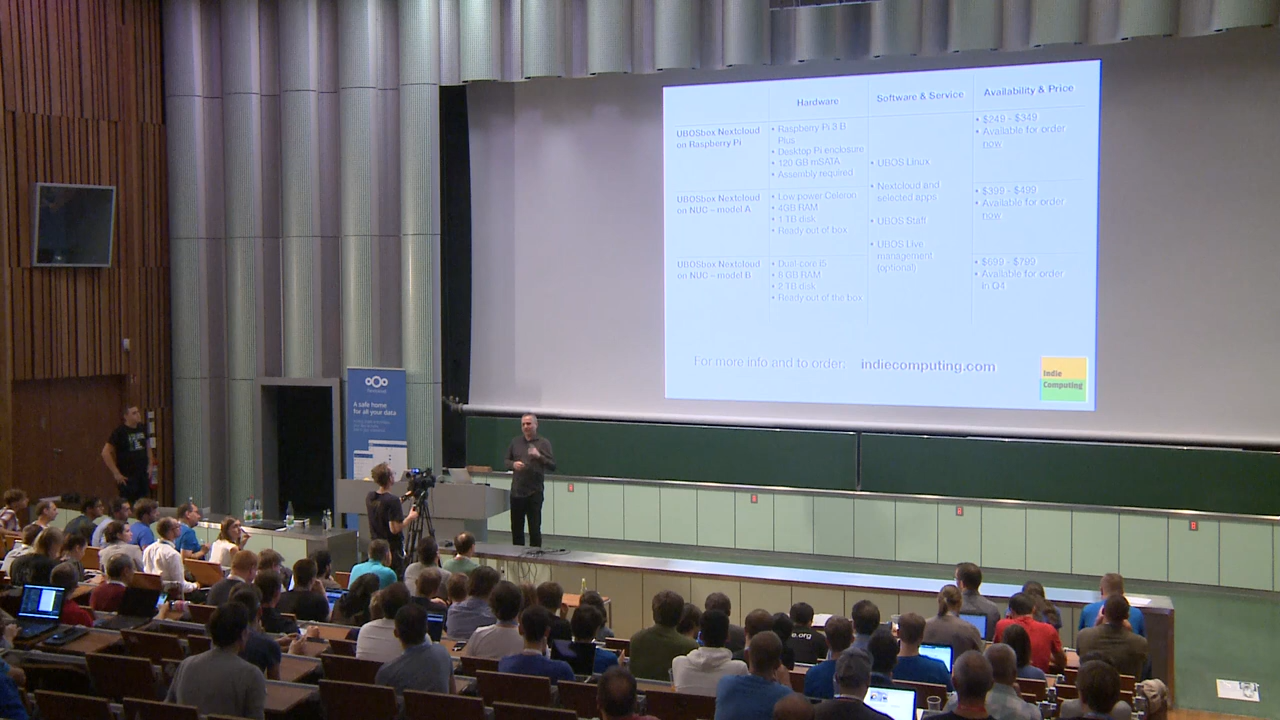 Hardware
Software & Service
Availability & Price
UBOSbox Nextcloud
on Raspberry Pi
• Raspberry Pi 3 B
Plus
• Desktop Pi enclosure
• 120 GB mSATA
• Assembly required
• $249 - $349
• Available for order
now
UBOSbox Nextcloud
on NUC – model A
• Low power Celeron
• 4GB RAM
• 1 TB disk
• Ready out of box
• UBOS Linux
• Nextcloud and
selected apps
• UBOS Staff
• UBOS Live
management
(optional)
• $399 - $499
• Available for order
now
UBOSbox Nextcloud
on NUC – model B
• Dual-core i5
• 8 GB RAM
• 2 TB disk
• Ready out of the box
• $699 - $799
• Available for order
in Q4
For more info and to order: indiecomputing.com
Indie
Computing
A safe home
for all your data
e.org